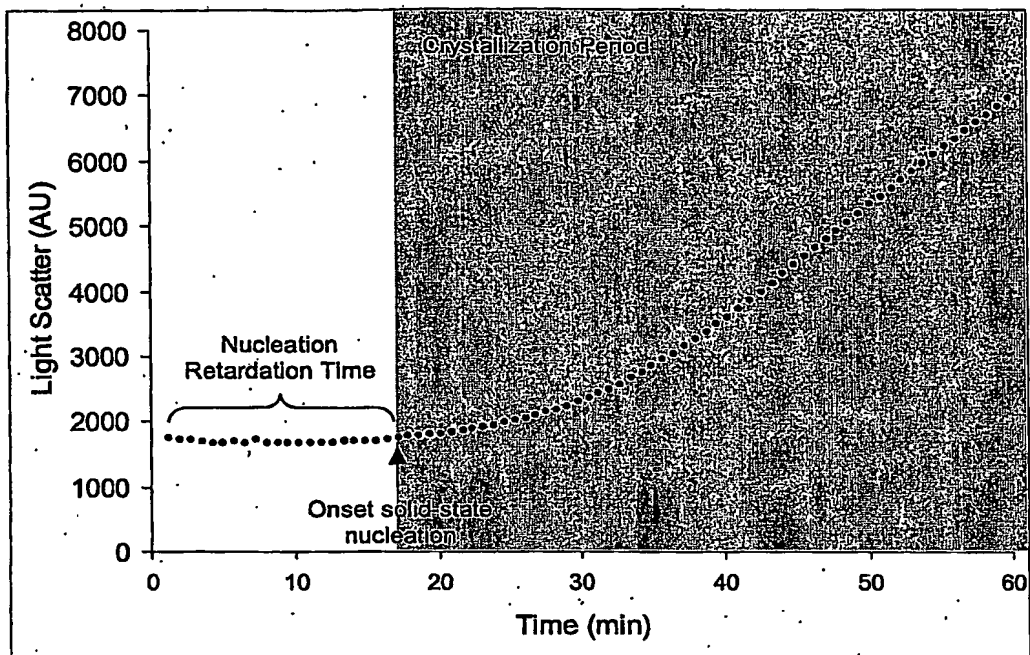 8000
Crystallization Period
7000
6000
5000
4000
3000
2000
1000
0
Light Scatter (AU)
Nucleation
Retardation Time
Onset solid-state
nucleation
0 10 20 30 40 50 60
Time (min)